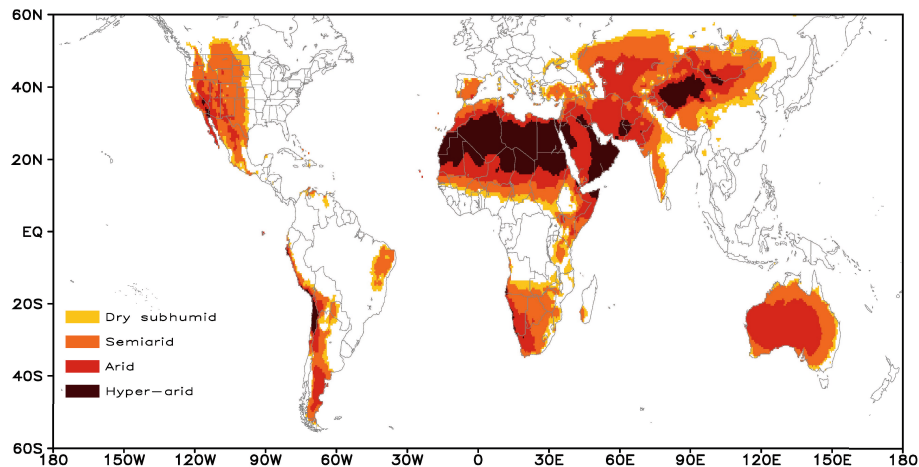 60N
40N
20N
EQ
20S
40S
60S
Dry subhumid
Semiarid
Arid
Hyper-arid
180 150W 120W 90W 60W 30W 0 30E 60E 90E 120E 150E 180